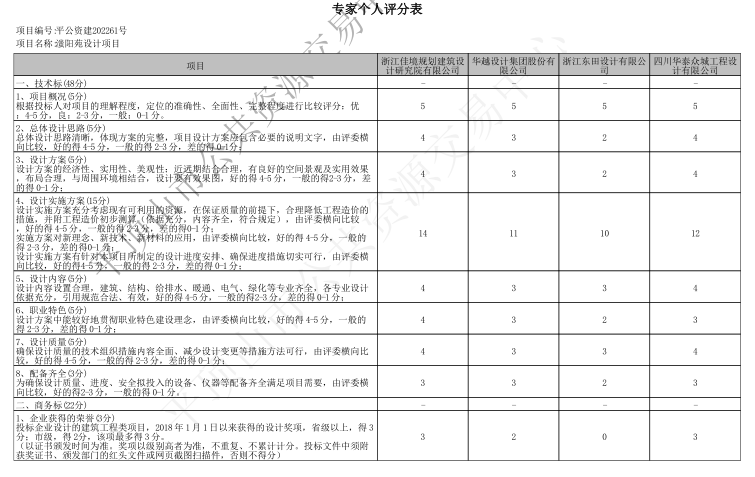 专家个人评分表
项目编号:平公资建202261号
项目名称:滍阳苑设计项目
项目
浙江佳境规划建筑设
计研究院有限公司
华越设计集团股份有
限公司
浙江东田设计有限公
司
四川华泰众城工程设
计有限公司
一、技术标(48分) - - - -
1、项目概况(5分)
根据投标人对项目的理解程度，定位的准确性、全面性、完整程度进行比较评分：优
：4-5分，良：2-3分，一般：0-1分。
5 5 5 5
2、总体设计思路(5分)
总体设计思路清晰，体现方案的完整，项目设计方案应包含必要的说明文字，由评委横
向比较，好的得4-5分，一般得2-3分，差的得0-1分；
4 3 2 4
3、设计方案(5分)
设计方案的经济性、实用性、美观性；近远期结合合理，有良好的空间景观及实用效果
，布局合理，与周围环境相结合，设计要有效果图，好的得4-5分，一般得2-3分，差
的得0-1分；
4 3 2 4
4、设计实施方案(15分)
设计实施方案充分考虑现有可利用的资源，在保证质量的前提下，合理降低工程造价的
措施，并附工程造价初步测算（依据充分，内容齐全，符合规定），由评委横向比较
，好的得4-5分，一般的得2-3分，差的得0-1分；
实施方案对新理念、新技术、新材料的应用，由评委横向比较，好的得4-5分，一般的
得2-3分，差的得0-1分；
设计实施方案有针对本项目所制定的设计进度安排、确保进度措施切实可行，由评委横
向比较，好的得4-5分，一般得2-3分，差的得0-1分；
14 11 10 12
5、设计内容(5分)
设计内容设置合理，建筑、结构、给排水、暖通、电气、绿化等专业齐全，各专业设计
依据充分，引用规范合法、有效，好的得4-5分，一般的得2-3分，差的得0-1分；
4 3 3 4
6、职业特色(5分)
设计方案中能较好地贯彻职业特色建设理念，由评委横向比较，好的得4-5分，一般的
得2-3分，差的得0-1分；
4 3 2 3
7、设计质量(5分)
确保设计质量的技术组织措施内容全面、减少设计变更等措施方法可行，由评委横向比
较，好的得4-5分，一般的得2-3分，差的得0-1分；
4 3 3 4
8、配备齐全(3分)
为确保设计质量、进度、安全拟投入的设备、仪器等配备齐全满足项目需要，由评委横
向比较，好的得2-3分，一般的得0-1分。
3 3 2 3
二、商务标(22分) - - - -
1、企业获得的荣誉(3分)
投标企业设计的建筑工程类项目，2018年1月1日以来获得的设计奖项，省级以上，得3
分；市级，得2分，该项最多得3分。
（以证书颁发时间为准，奖项以级别高者为准，不重复、不累计计分。投标文件中须附
获奖证书、颁发部门的红头文件或网页截图扫描件，否则不得分）
3 2 0 3
平顶山市公共资源交易中心
平顶山市公共资源交易中心